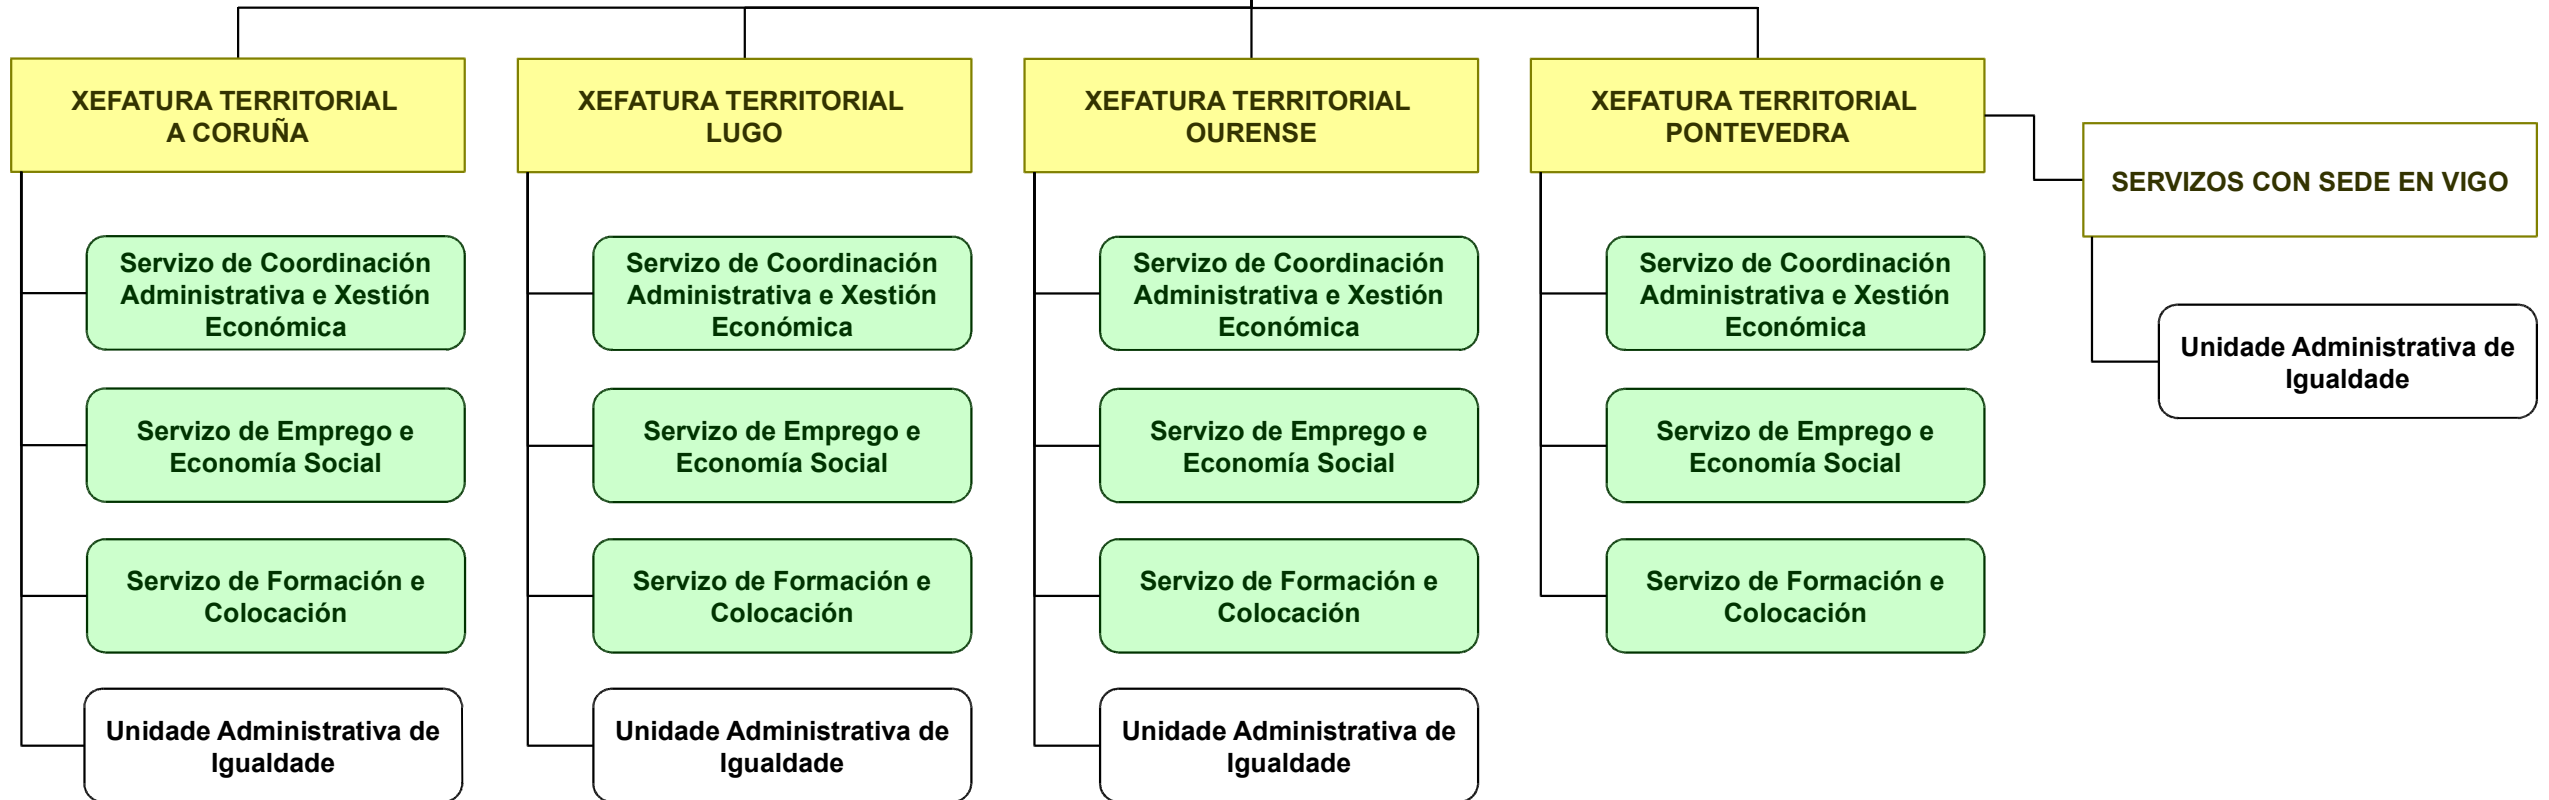 XEFATURA TERRITORIAL
A CORUÑA
Servizo de Coordinación
Administrativa e Xestión
Económica
Servizo de Emprego e
Economía Social
Servizo de Formación e
Colocación
Unidade Administrativa de
Igualdade
XEFATURA TERRITORIAL
LUGO
Servizo de Coordinación
Administrativa e Xestión
Económica
Servizo de Emprego e
Economía Social
Servizo de Formación e
Colocación
Unidade Administrativa de
Igualdade
XEFATURA TERRITORIAL
OURENSE
Servizo de Coordinación
Administrativa e Xestión
Económica
Servizo de Emprego e
Economía Social
Servizo de Formación e
Colocación
Unidade Administrativa de
Igualdade
XEFATURA TERRITORIAL
PONTEVEDRA
Servizo de Coordinación
Administrativa e Xestión
Económica
Servizo de Emprego e
Economía Social
Servizo de Formación e
Colocación
SERVIZOS CON SEDE EN VIGO
Unidade Administrativa de
Igualdade